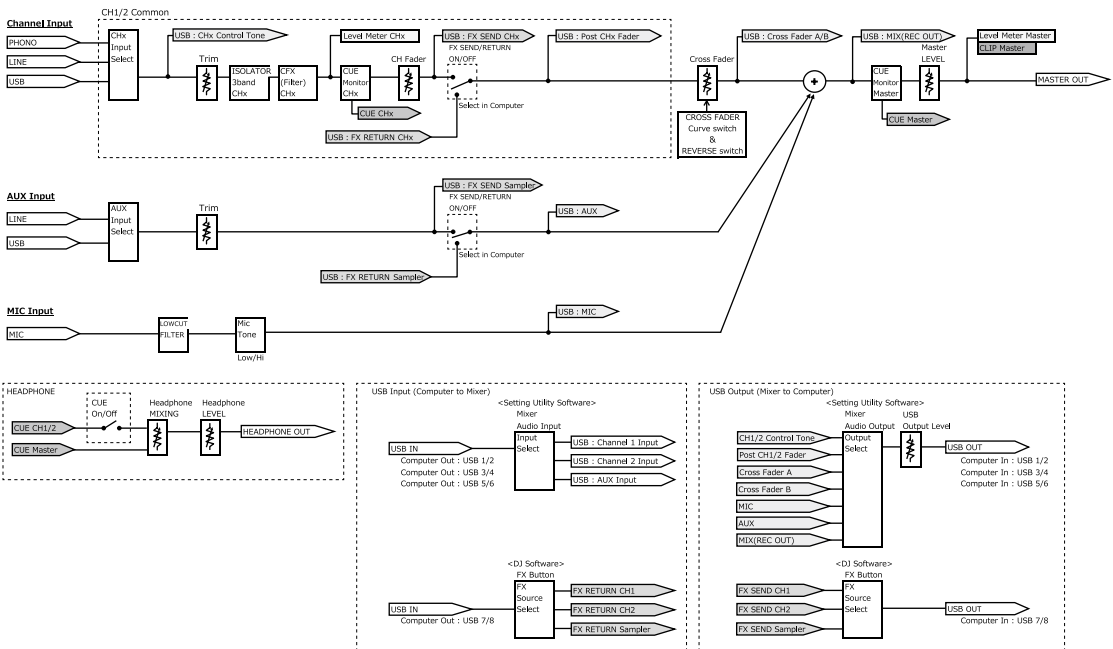 CH1/2 Common
Channel Input
PHONO
LINE
USB
CHx
Input
Select
USB : CHx Control Tone
Trim
ISOLATOR
3band
CHx
CFX
(Filter)
CHx
Level Meter CHx
CUE
Monitor
CHx
CUE CHx
CH Fader
USB : FX SEND CHx
FX SEND/RETURN
ON/OFF
Select in Computer
USB : FX RETURN CHx
USB : Post CHx Fader
Cross Fader
CROSS FADER
Curve switch
&
REVERSE switch
USB : Cross Fader A/B
+
USB : MIX(REC OUT)
CUE
Monitor
Master
CUE Master
Master
LEVEL
Level Meter Master
CLIP Master
MASTER OUT
AUX Input
LINE
USB
AUX
Input
Select
Trim
USB : FX SEND Sampler
FX SEND/RETURN
ON/OFF
Select in Computer
USB : FX RETURN Sampler
USB : AUX
MIC Input
MIC
LOWCUT
FILTER
Mic
Tone
Low/Hi
USB : MIC
HEADPHONE
CUE
On/Off
CUE CH1/2
CUE Master
Headphone
MIXING
Headphone
LEVEL
HEADPHONE OUT
USB Input (Computer to Mixer)
<Setting Utility Software>
Mixer
Audio Input
Input
Select
USB IN
Computer Out : USB 1/2
Computer Out : USB 3/4
Computer Out : USB 5/6
USB : Channel 1 Input
USB : Channel 2 Input
USB : AUX Input
<DJ Software>
FX Button
FX
Source
Select
USB IN
Computer Out : USB 7/8
FX RETURN CH1
FX RETURN CH2
FX RETURN Sampler
USB Output (Mixer to Computer)
<Setting Utility Software>
Mixer
Audio Output
Output
Select
USB
Output Level
CH1/2 Control Tone
Post CH1/2 Fader
Cross Fader A
Cross Fader B
MIC
AUX
MIX(REC OUT)
USB OUT
Computer In : USB 1/2
Computer In : USB 3/4
Computer In : USB 5/6
<DJ Software>
FX Button
FX
Source
Select
FX SEND CH1
FX SEND CH2
FX SEND Sampler
USB OUT
Computer In : USB 7/8